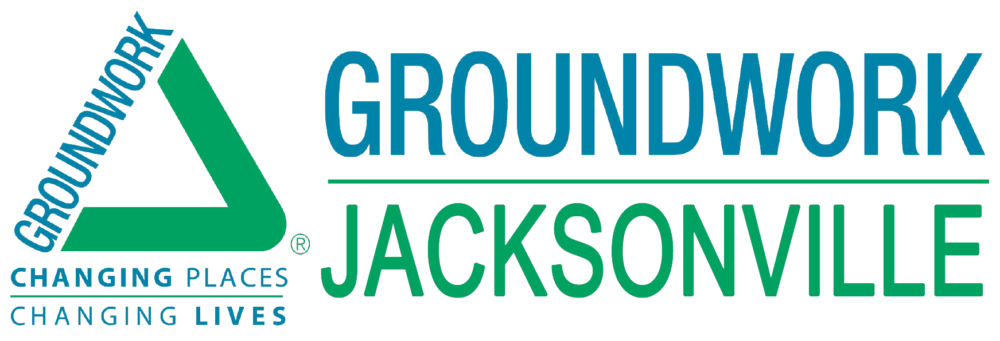 GROUNDWORK
®
CHANGING PLACES
CHANGING LIVES
GROUNDWORK
JACKSONVILLE